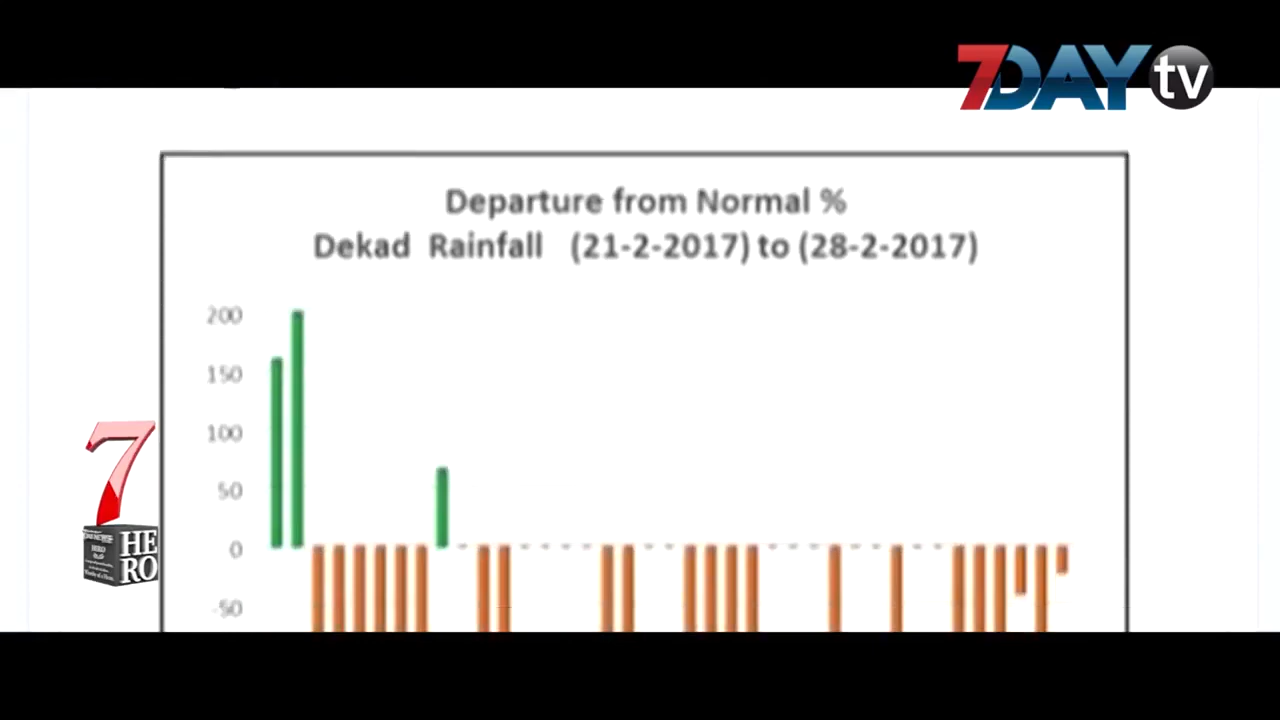 7DAY tv
Departure from Normal %
Dekad Rainfall (21-2-2017) to (28-2-2017)
200
150
100
50
0
-50
7
HERO
HE
RO